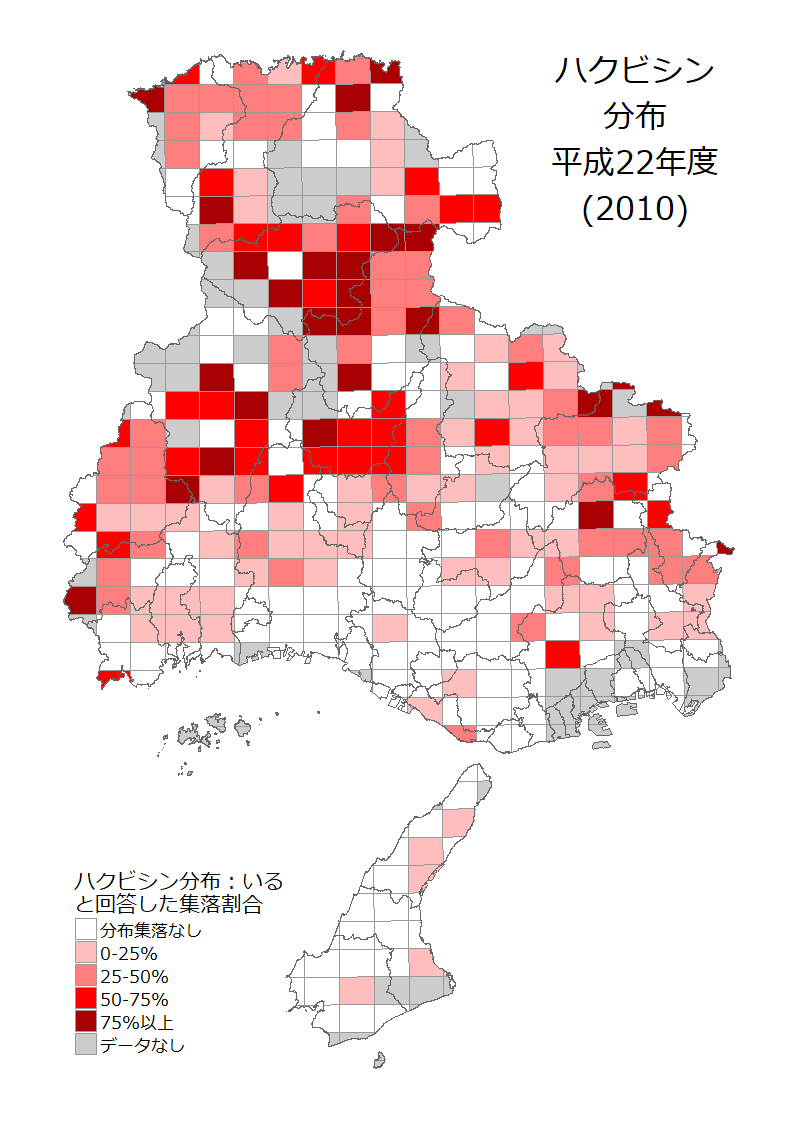 ハクビシン
分布
平成22年度
(2010)
ハクビシン分布：いる
と回答した集落割合
分布集落なし
0-25%
25-50%
50-75%
75%以上
データなし